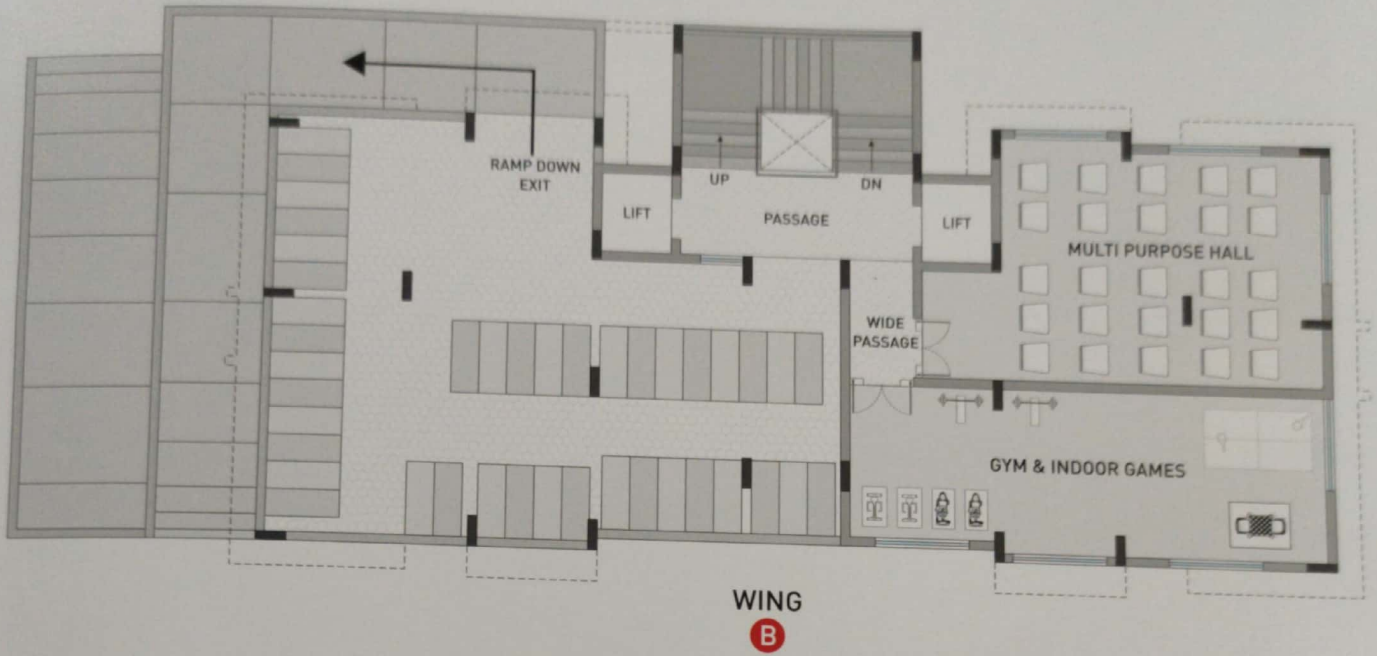 RAMP DOWN
EXIT
UP
DN
LIFT
PASSAGE
LIFT
MULTI PURPOSE HALL
WIDE
PASSAGE
GYM & INDOOR GAMES
WING
B